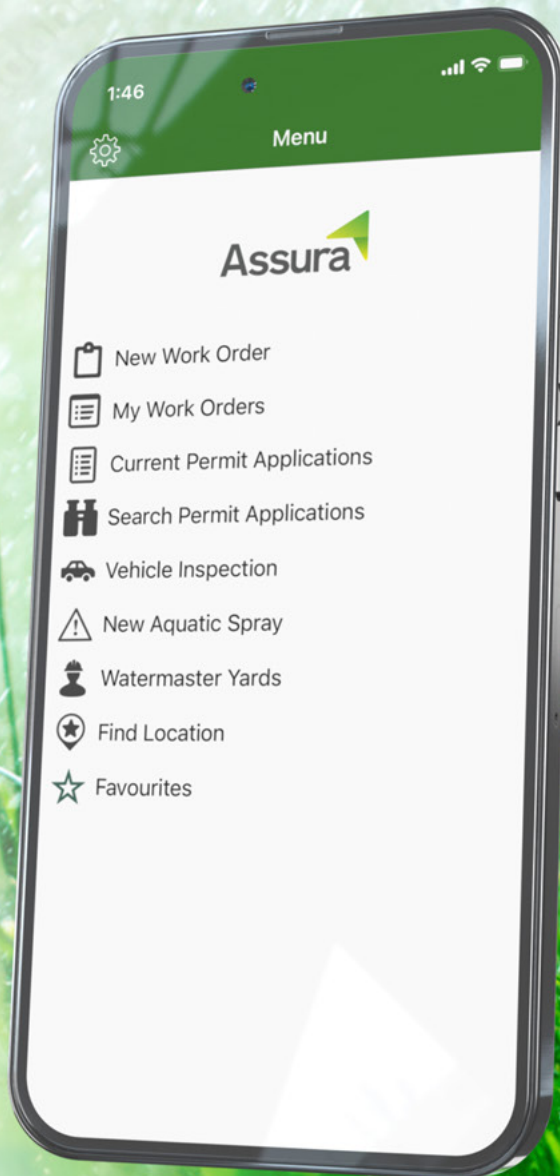 1:46
Menu
Assura
New Work Order
My Work Orders
Current Permit Applications
Search Permit Applications
Vehicle Inspection
New Aquatic Spray
Watermaster Yards
Find Location
Favourites